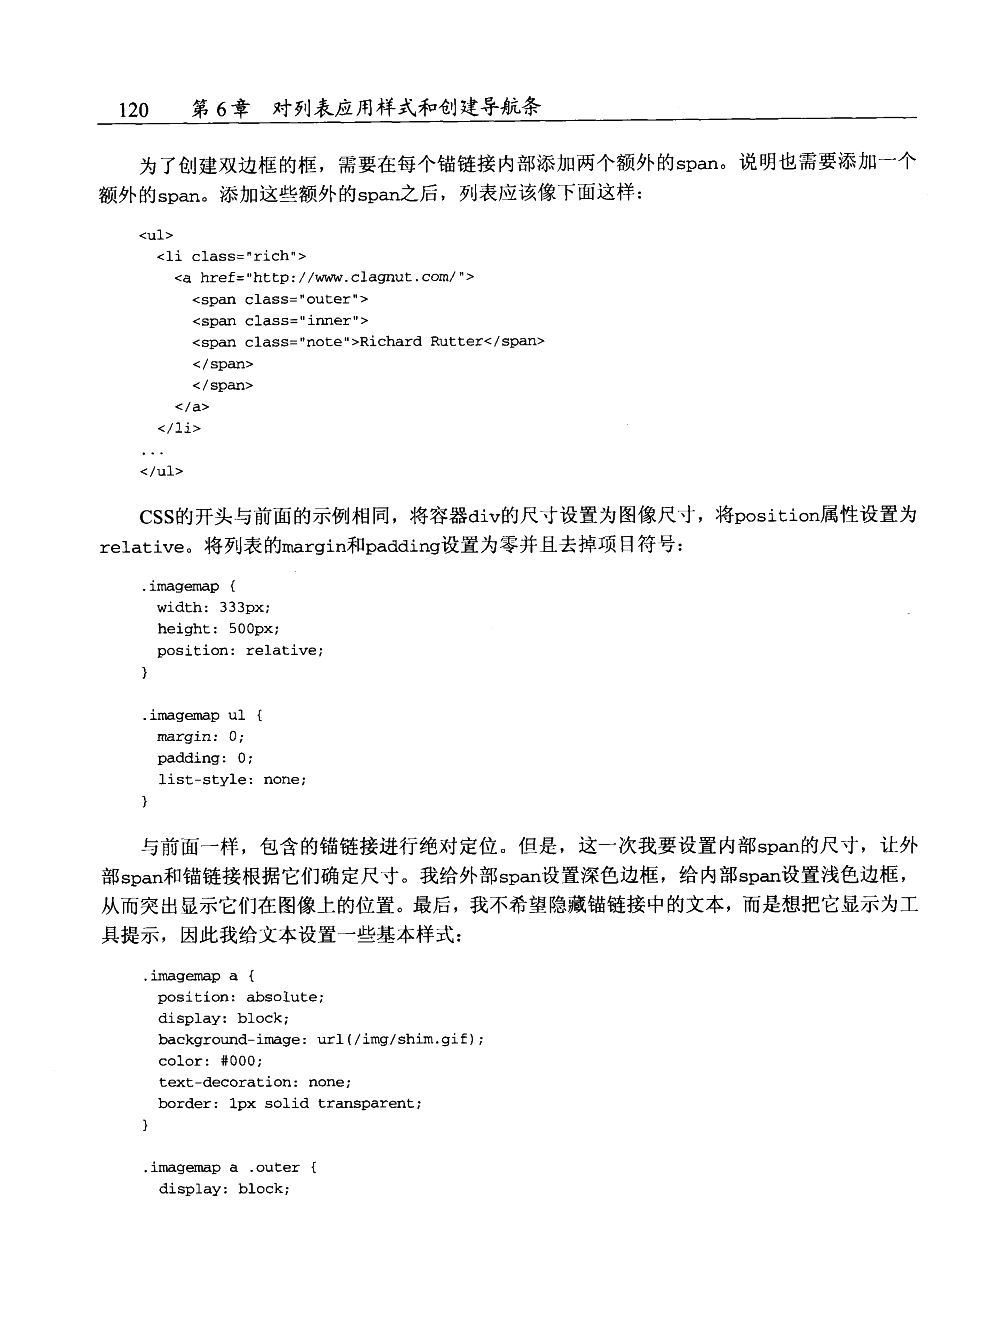 120 第6章 对列表应用样式和创建导航条
为了创建双边框的框，需要在每个锚链接内部添加两个额外的span。说明也需要添加一个
额外的span。添加这些额外的span之后，列表应该像下面这样：
<ul>
<li class="rich">
<a href="http://www.clagnut.com/">
<span class="outer">
<span class="inner">
<span class="note">Richard Rutter</span>
</span>
</span>
</a>
</li>
...
</ul>
CSS的开头与前面的示例相同，将容器div的尺寸设置为图像尺寸，将position属性设置为
relative。将列表的margin和padding设置为零并且去掉项目符号：
.imagemap {
width: 333px;
height: 500px;
position: relative;
}
.imagemap ul {
margin: 0;
padding: 0;
list-style: none;
}
与前面一样，包含的锚链接进行绝对定位。但是，这一次我要设置内部span的尺寸，让外
部span和锚链接根据它们确定尺寸。我给外部span设置深色边框，给内部span设置浅色边框，
从而突出显示它们在图像上的位置。最后，我不希望隐藏锚链接中的文本，而是想把它显示为工
具提示，因此我给文本设置一些基本样式：
.imagemap a {
position: absolute;
display: block;
background-image: url(/img/shim.gif);
color: #000;
text-decoration: none;
border: 1px solid transparent;
}
.imagemap a .outer {
display: block;